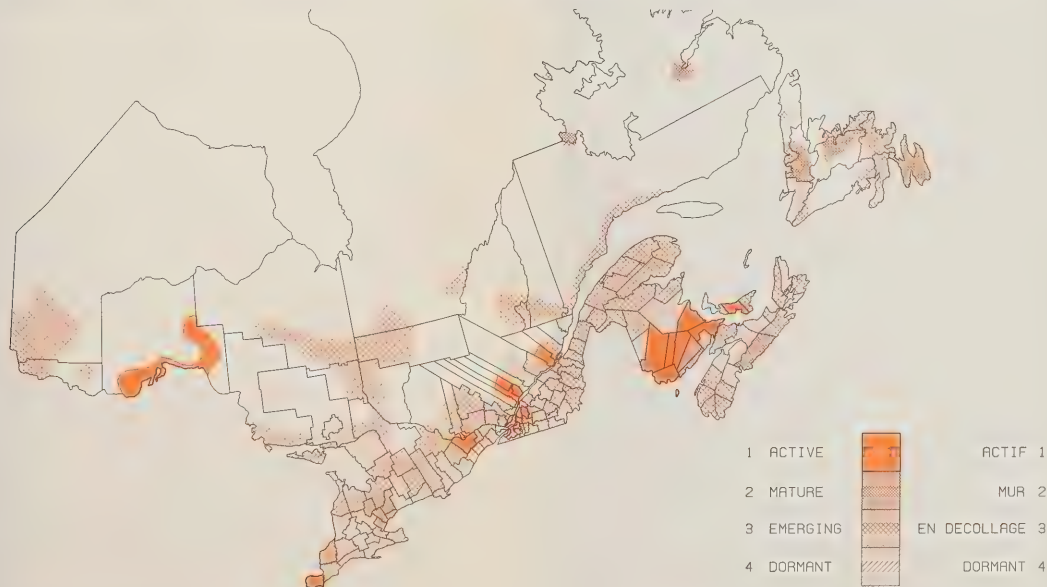 1 ACTIVE ACTIF 1
2 MATURE MUR 2
3 EMERGING EN DECOLLAGE 3
4 DORMANT DORMANT 4